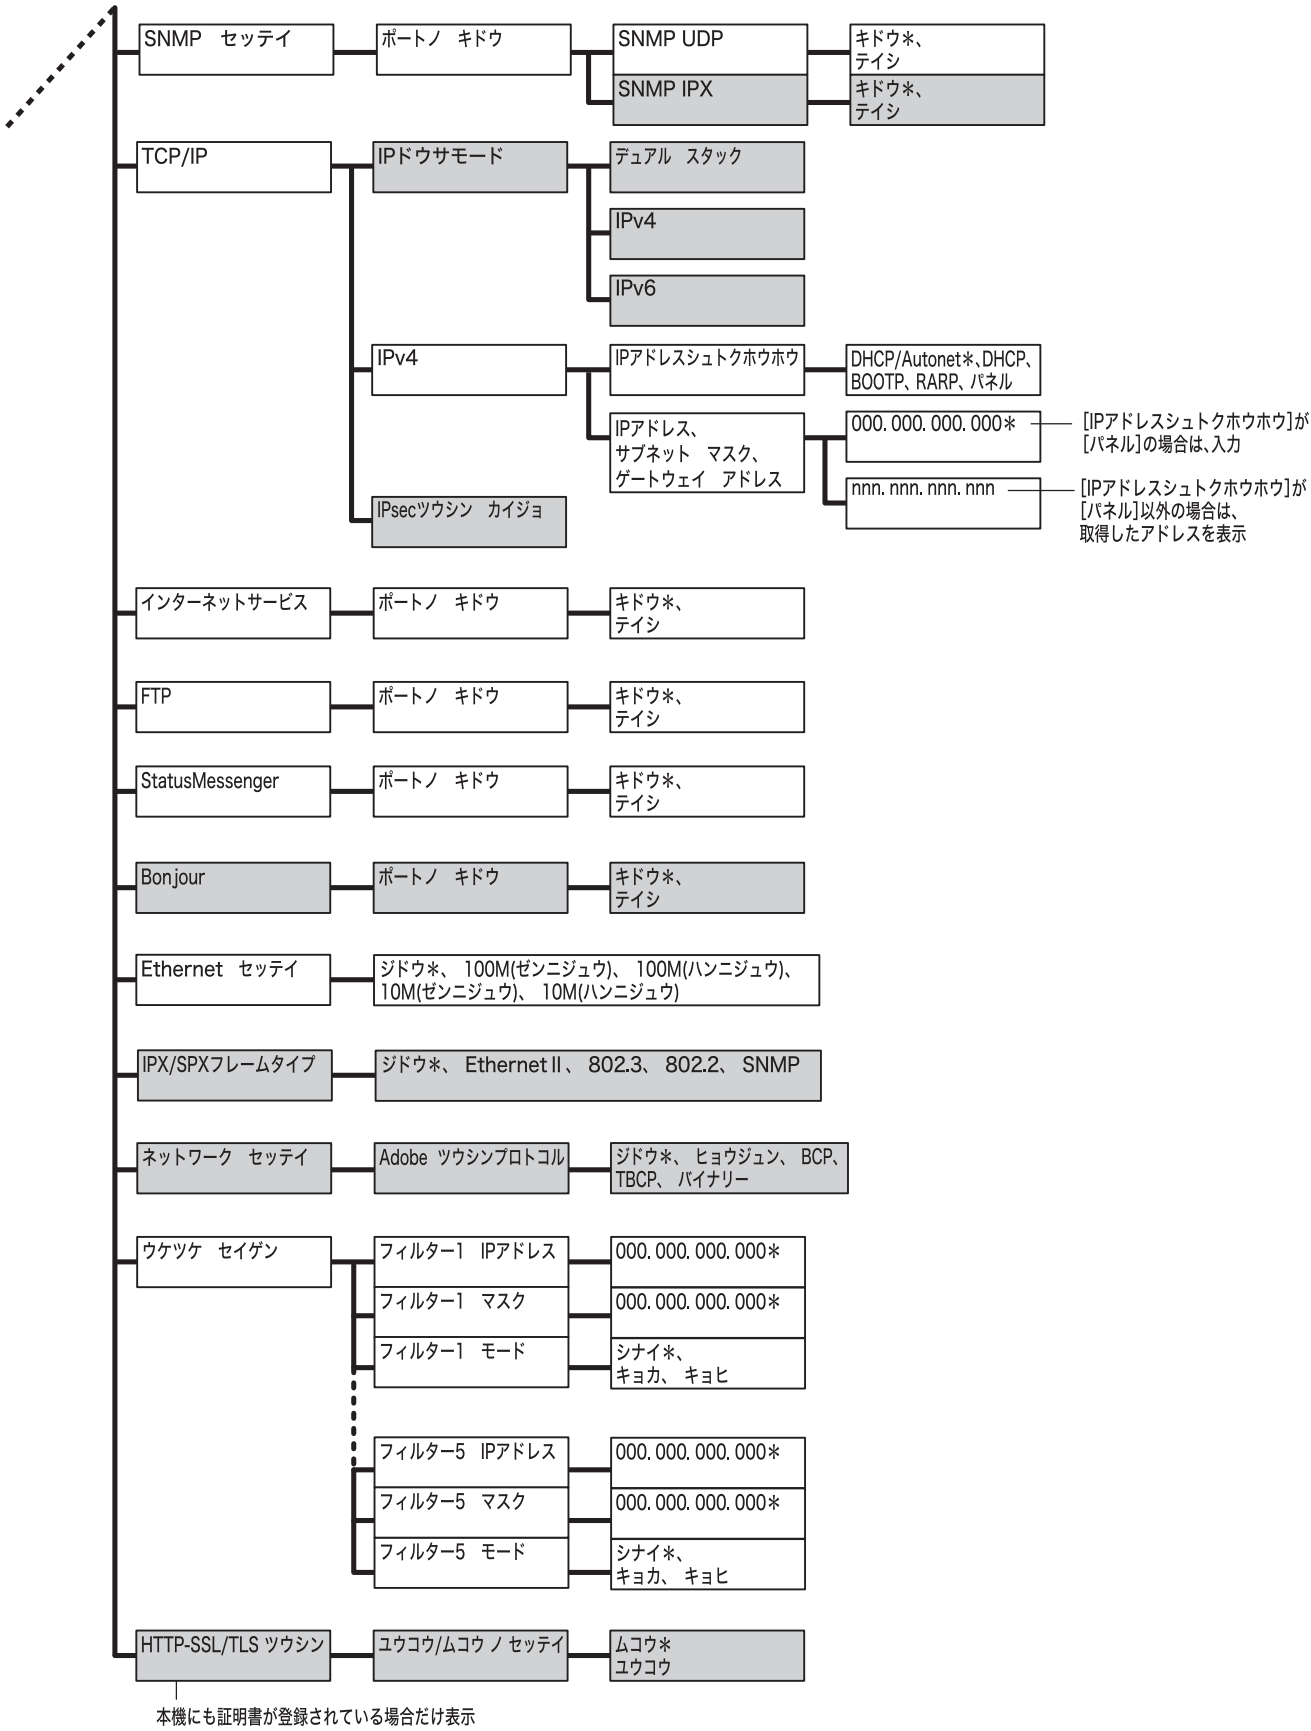 SNMP　セッテイ
ポートノ　キドウ
SNMP UDP
キドウ＊、
テイシ
SNMP IPX
キドウ＊、
テイシ
TCP/IP
IPドウサモード
デュアル　スタック
IPv4
IPv6
IPv4
IPアドレスシュトクホウホウ
DHCP/Autonet＊、DHCP、
BOOTP、RARP、パネル
IPアドレス、
サブネット　マスク、
ゲートウェイ　アドレス
000. 000. 000. 000＊
[IPアドレスシュトクホウホウ]が
[パネル]の場合は、入力
nnn. nnn. nnn. nnn
[IPアドレスシュトクホウホウ]が
[パネル]以外の場合は、
取得したアドレスを表示
IPsecツウシン　カイジョ
インターネットサービス
ポートノ　キドウ
キドウ＊、
テイシ
FTP
ポートノ　キドウ
キドウ＊、
テイシ
StatusMessenger
ポートノ　キドウ
キドウ＊、
テイシ
Bonjour
ポートノ　キドウ
キドウ＊、
テイシ
Ethernet　セッテイ
ジドウ＊、 100M(ゼンニジュウ)、 100M(ハンニジュウ)、
10M(ゼンニジュウ)、 10M(ハンニジュウ)
IPX/SPXフレームタイプ
ジドウ＊、 Ethernet II 、 802.3、 802.2、 SNMP
ネットワーク　セッテイ
Adobe ツウシンプロトコル
ジドウ＊、 ヒョウジュン、 BCP、
TBCP、 バイナリー
ウケツケ　セイゲン
フィルター1　IPアドレス
000. 000. 000. 000＊
フィルター1　マスク
000. 000. 000. 000＊
フィルター1　モード
シナイ＊、
キョカ、 キョヒ
フィルター5　IPアドレス
000. 000. 000. 000＊
フィルター5　マスク
000. 000. 000. 000＊
フィルター5　モード
シナイ＊、
キョカ、 キョヒ
HTTP-SSL/TLS ツウシン
ユウコウ/ムコウ ノ セッテイ
ムコウ＊
ユウコウ
本機にも証明書が登録されている場合だけ表示